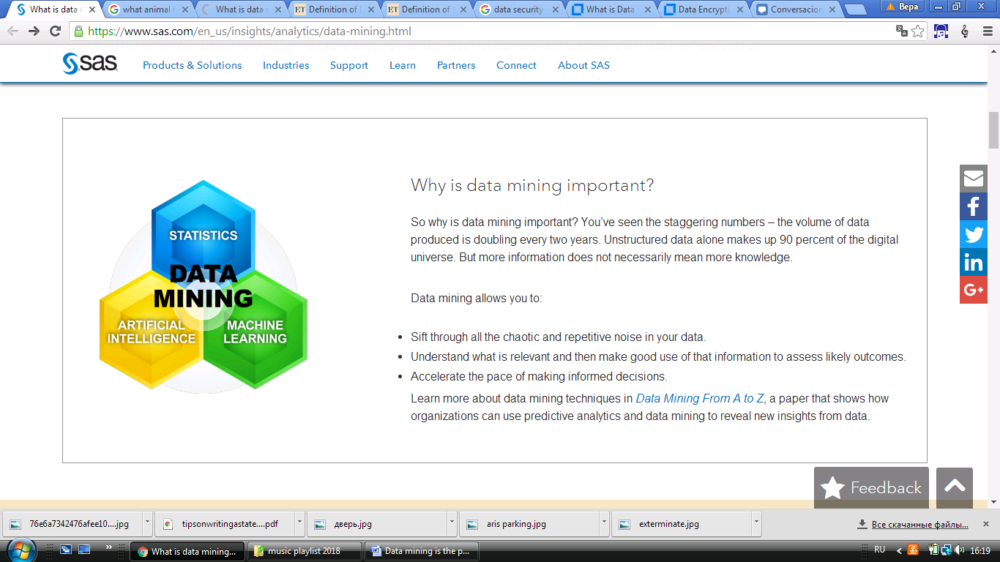 What is data
what animal
What is data
Definition of
Definition of
data security
What is Data
Data Encrypt
Conversacion
Вера
https://www.sas.com/en_us/insights/analytics/data-mining.html
sas
Products & Solutions
Industries
Support
Learn
Partners
Connect
About SAS
STATISTICS
DATA
MINING
ARTIFICIAL
INTELLIGENCE
MACHINE
LEARNING
Why is data mining important?
So why is data mining important? You’ve seen the staggering numbers – the volume of data
produced is doubling every two years. Unstructured data alone makes up 90 percent of the digital
universe. But more information does not necessarily mean more knowledge.
Data mining allows you to:
• Sift through all the chaotic and repetitive noise in your data.
• Understand what is relevant and then make good use of that information to assess likely outcomes.
• Accelerate the pace of making informed decisions.
Learn more about data mining techniques in Data Mining From A to Z, a paper that shows how
organizations can use predictive analytics and data mining to reveal new insights from data.
Feedback
76e6a7342476afee10....jpg
tipsonwritingastate....pdf
дверь.jpg
aris parking.jpg
exterminate.jpg
Все скачанные файлы...
What is data mining...
music playlist 2018
Data mining is the p...
RU
16:19